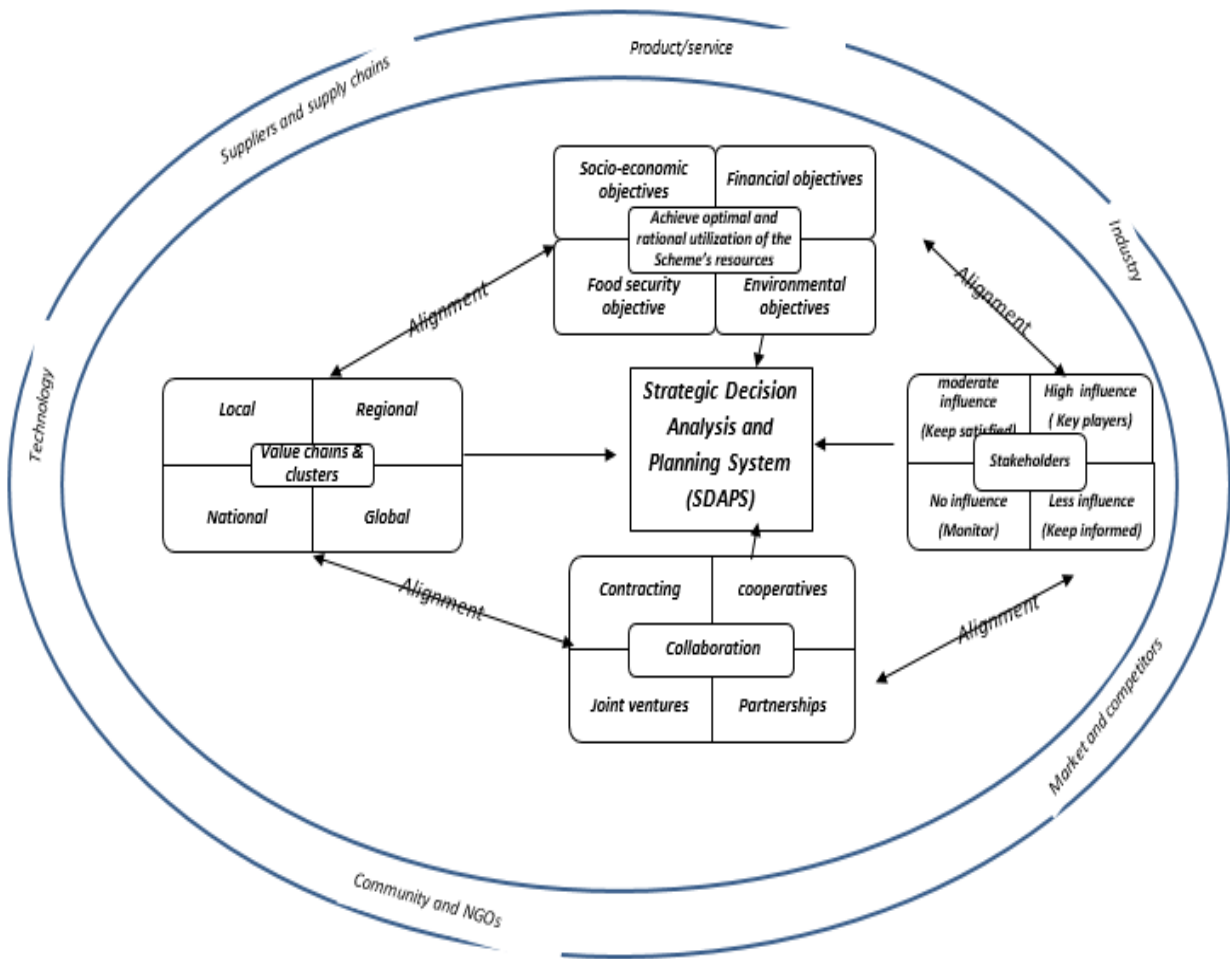 Product/service
Suppliers and supply chains
Industry
Technology
Market and competitors
Community and NGOs
Socio-economic
objectives
Financial objectives
Achieve optimal and
rational utilization of the
Scheme's resources
Food security
objective
Environmental
objectives
Alignment
Alignment
Local
Regional
Value chains &
clusters
National
Global
Strategic Decision
Analysis and
Planning System
(SDAPS)
moderate
influence
(Keep satisfied)
High influence
( Key players)
Stakeholders
No influence
(Monitor)
Less influence
(Keep informed)
Alignment
Alignment
Contracting
cooperatives
Collaboration
Joint ventures
Partnerships